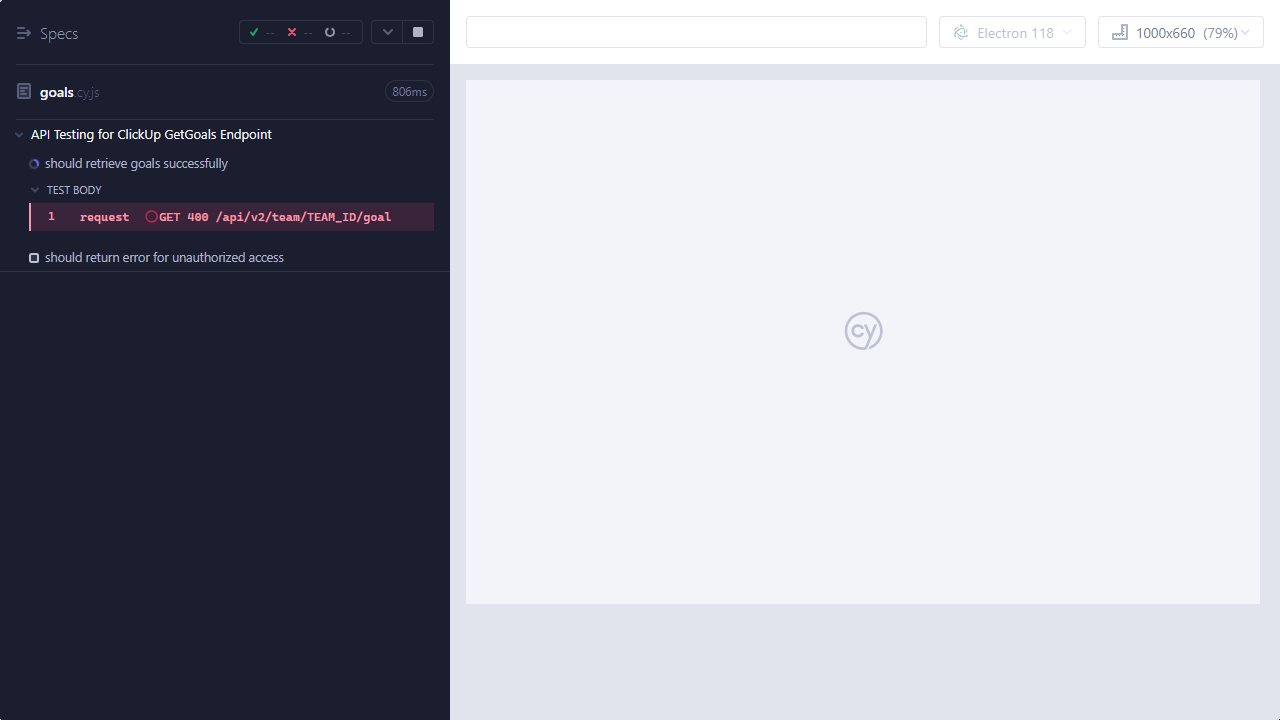 Specs
--
--
--
Electron 118
1000x660 (79%)
goals.cy.js
806ms
API Testing for ClickUp GetGoals Endpoint
should retrieve goals successfully
TEST BODY
1 request GET 400 /api/v2/team/TEAM_ID/goal
should return error for unauthorized access
cy